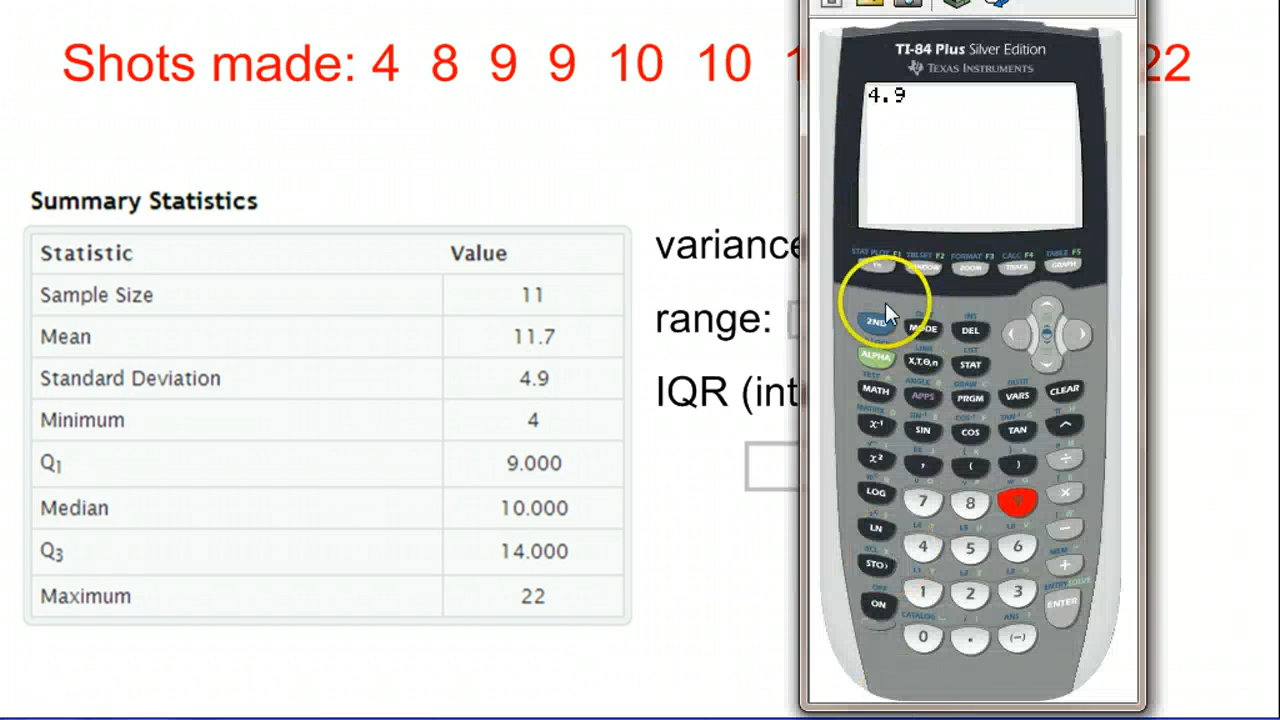 Shots made: 4 8 9 9 10 10 1 22
TI-84 Plus Silver Edition
TEXAS INSTRUMENTS
4.9
Summary Statistics
Statistic Value
Sample Size 11
Mean 11.7
Standard Deviation 4.9
Minimum 4
Q1 9.000
Median 10.000
Q3 14.000
Maximum 22
variance
range:
IQR (int
STAT PLOT F1 TBLSET F2 FORMAT F3 CALC F4 TABLE F5
ZOOM TRACE GRAPH
2ND MODE DEL
ALPHA X,T,Θ,n STAT
MATH APPS PRGM VARS CLEAR
x⁻¹ SIN COS TAN ^
x² , ( ) ÷
LOG 7 8 9 ×
LN 4 5 6 −
STO› 1 2 3 +
ON 0 . (−) ENTER